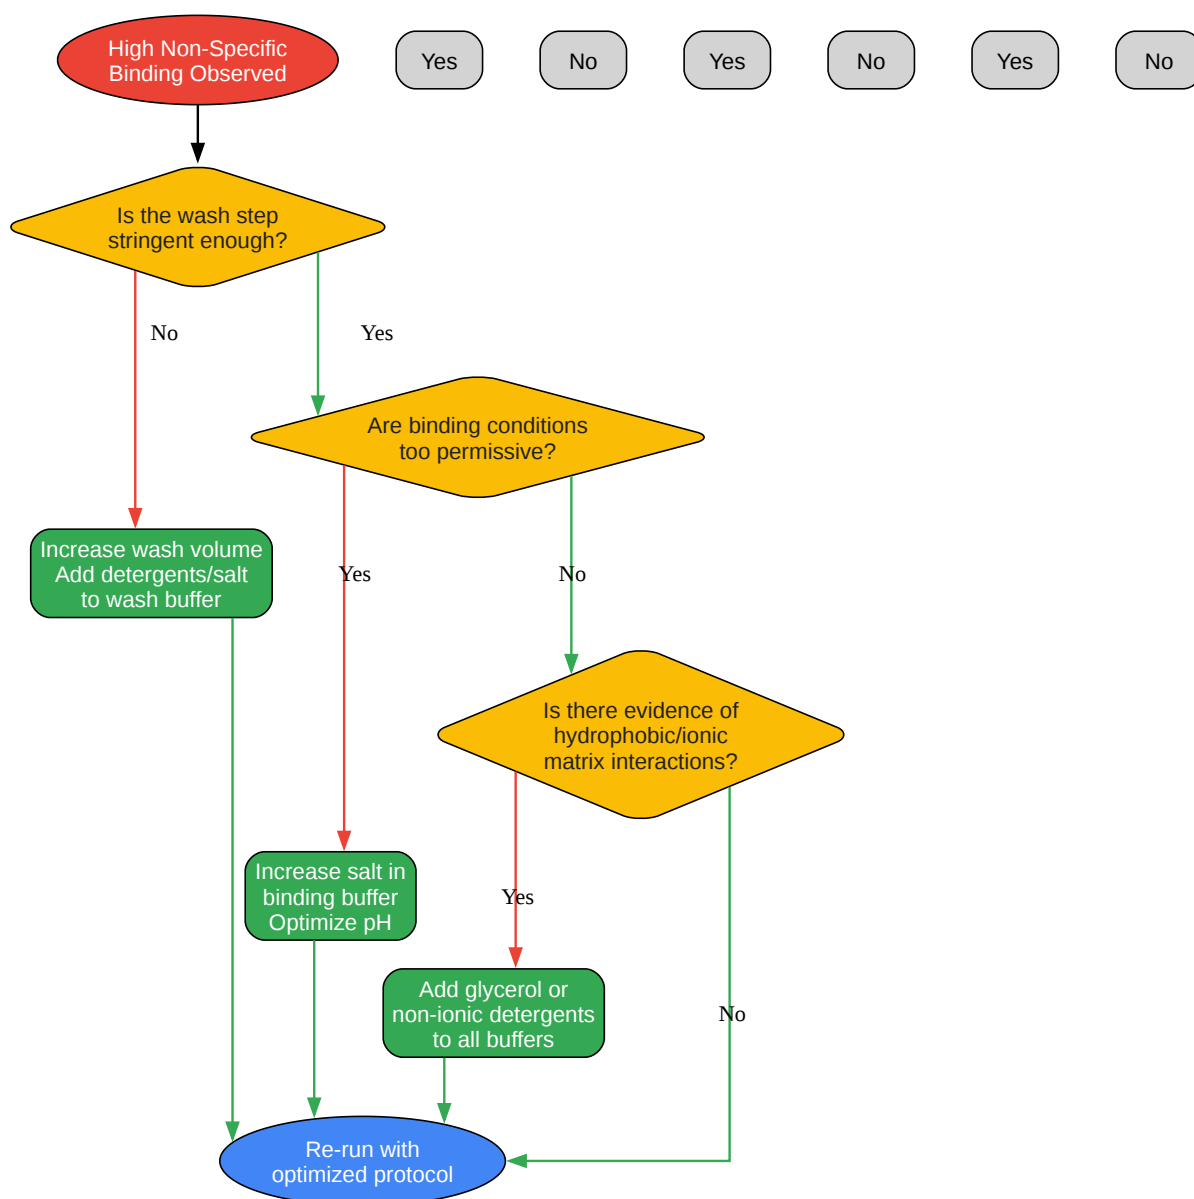 High Non-Specific
Binding Observed
Yes
No
Yes
No
Yes
No
Is the wash step
stringent enough?
No
Yes
Are binding conditions
too permissive?
Increase wash volume
Add detergents/salt
to wash buffer
Yes
No
Is there evidence of
hydrophobic/ionic
matrix interactions?
Increase salt in
binding buffer
Optimize pH
Yes
Add glycerol or
non-ionic detergents
to all buffers
No
Re-run with
optimized protocol